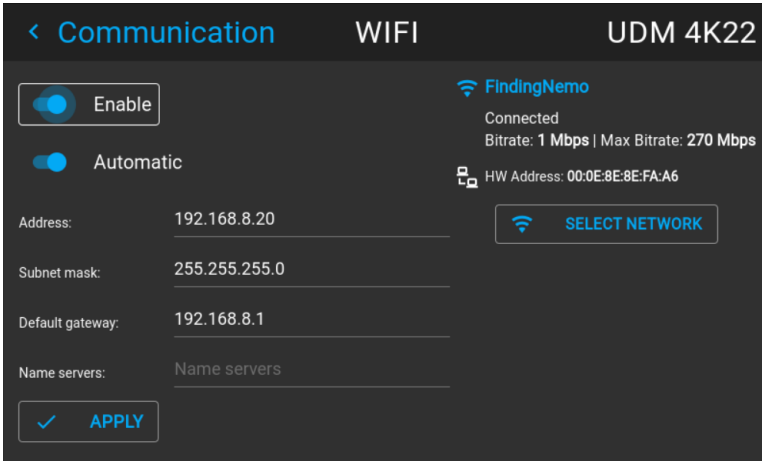 Communication WIFI UDM 4K22
Enable
Automatic
Address: 192.168.8.20
Subnet mask: 255.255.255.0
Default gateway: 192.168.8.1
Name servers: Name servers
APPLY
FindingNemo
Connected
Bitrate: 1 Mbps | Max Bitrate: 270 Mbps
HW Address: 00:0E:8E:8E:FA:A6
SELECT NETWORK